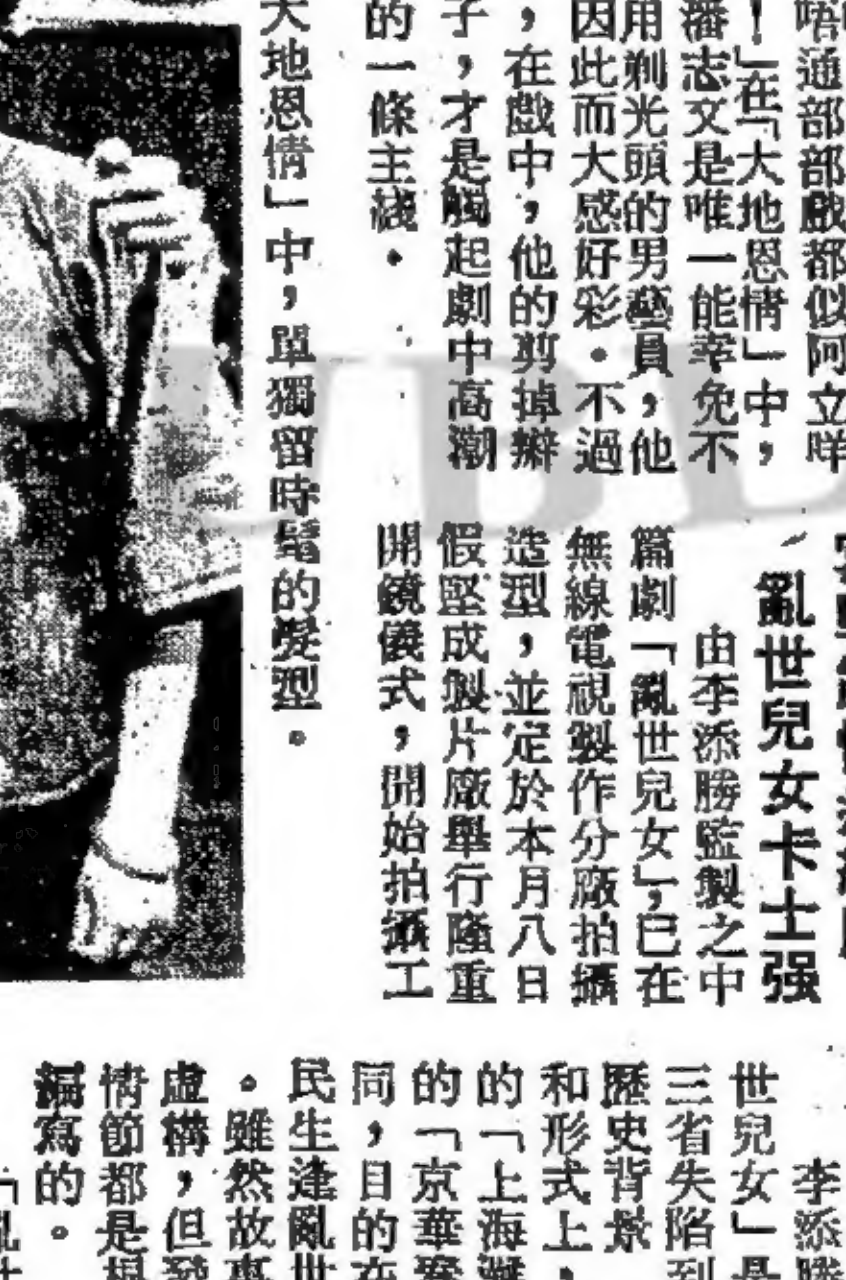 唔通部部戲都似阿立咩
！」在「大地恩情」中，
潘志文是唯一能幸免不
用剃光頭的男藝員，他
因此而大感好彩。不過
，在戲中，他的剪掉辮
子，才是觸起劇中高潮
的一條主綫。
大地恩情」中，單獨留時髦的髮型。
亂世兒女卡士强
由李添勝監製之中
篇劇「亂世兒女」，已在
無線電視製作分廠拍攝
造型，並定於本月八日
假堅成製片廠舉行隆重
開鏡儀式，開始拍攝工
李添勝
世兒女」是
三省失陷到
歷史背景
和形式上，
的「上海灘
的「京華
同，目的在
民生逢亂世
。雖然故事
虛構，但
情節都是根
編寫的。
「亂世